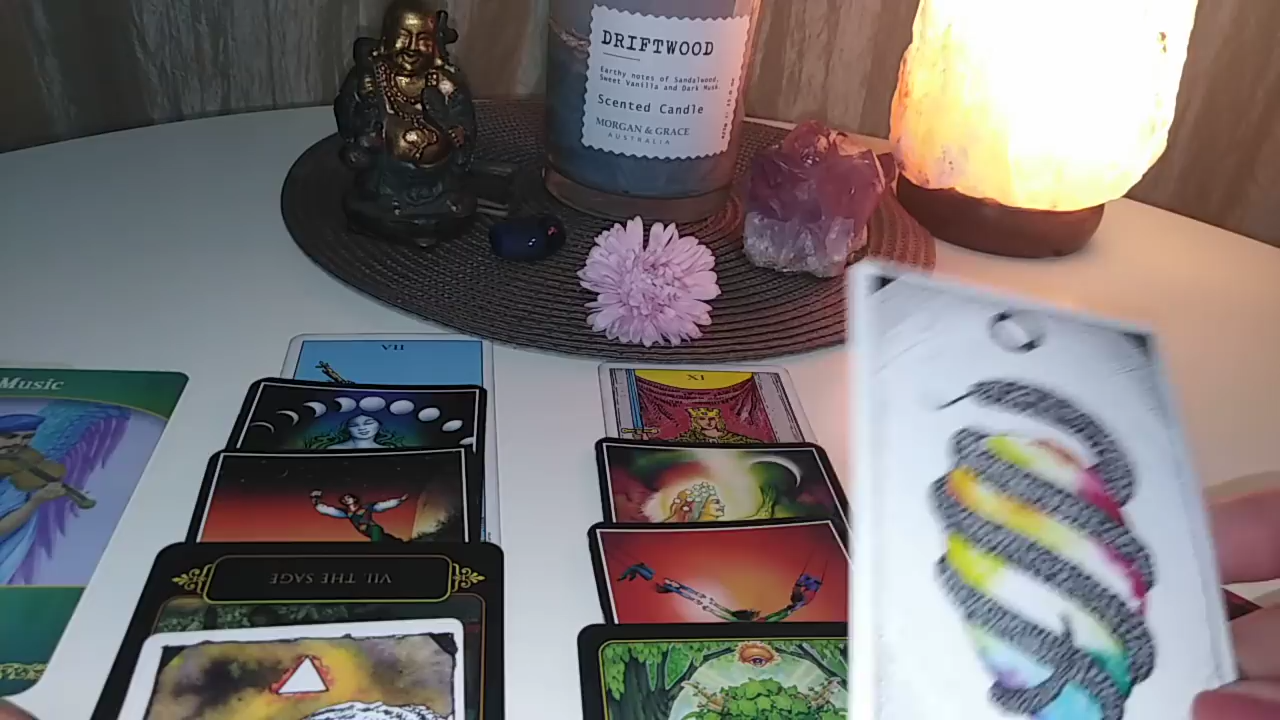 DRIFTWOOD
Earthy notes of Sandalwood,
Sweet Vanilla and Dark Musk.
Scented Candle
MORGAN & GRACE
AUSTRALIA
Music
VII
XI
VII. THE SAGE